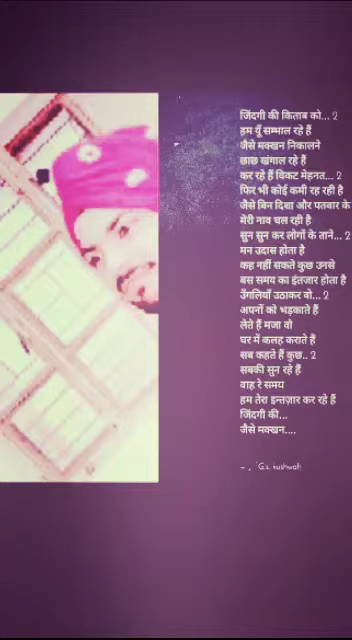 जिंदगी की किताब को... 2
हम यूँ सम्भाल रहे हैं
जैसे मक्खन निकालने
छाछ खंगाल रहे हैं
कर रहे हैं विकट मेहनत... 2
फिर भी कोई कमी रह रही है
जैसे बिन दिशा और पतवार के
मेरी नाव चल रही है
सुन सुन कर लोगों के ताने... 2
मन उदास होता है
कह नहीं सकते कुछ उनसे
बस समय का इंतजार होता है
उँगलियाँ उठाकर वो... 2
अपनों को भड़काते हैं
लेते हैं मजा वो
घर में कलह कराते हैं
सब कहते हैं कुछ.. 2
सबकी सुन रहे हैं
वाह रे समय
हम तेरा इन्तज़ार कर रहे हैं
जिंदगी की...
जैसे मक्खन....
kushwah